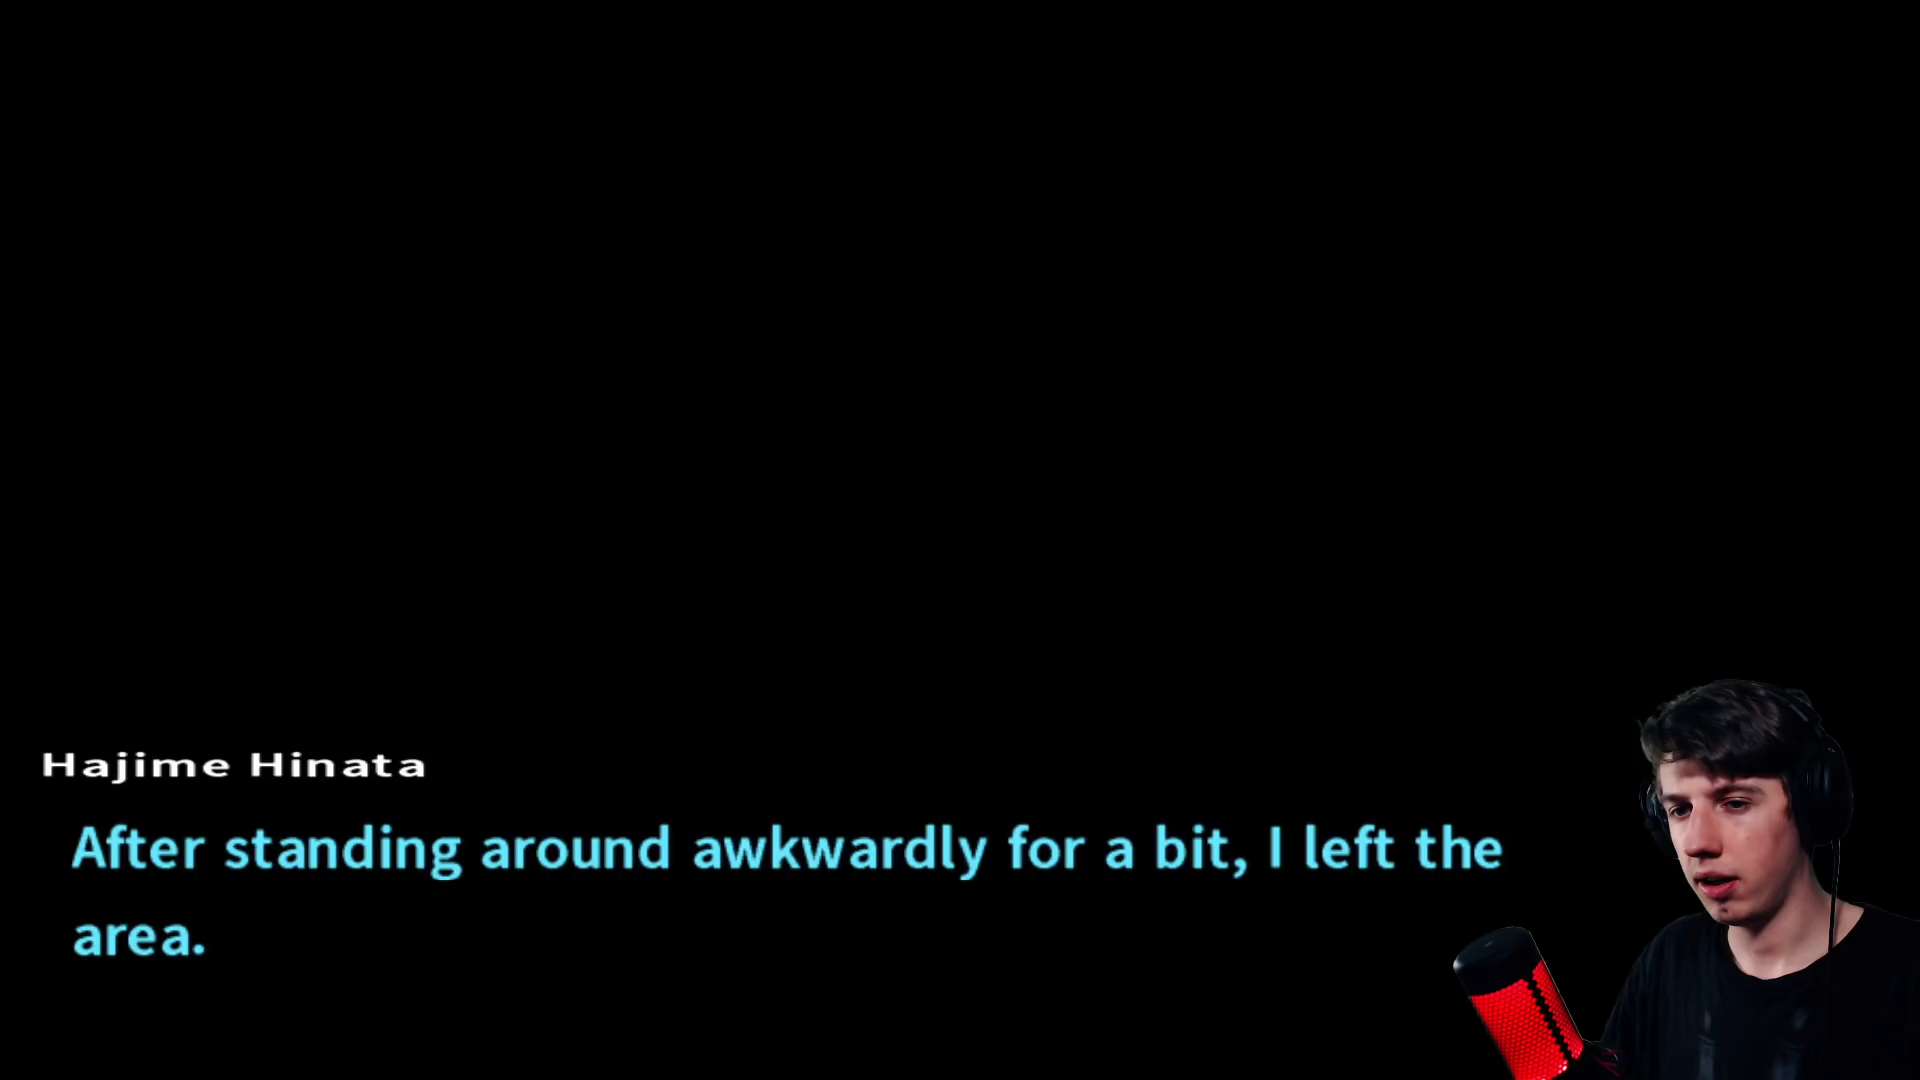 Hajime Hinata
After standing around awkwardly for a bit, I left the
area.